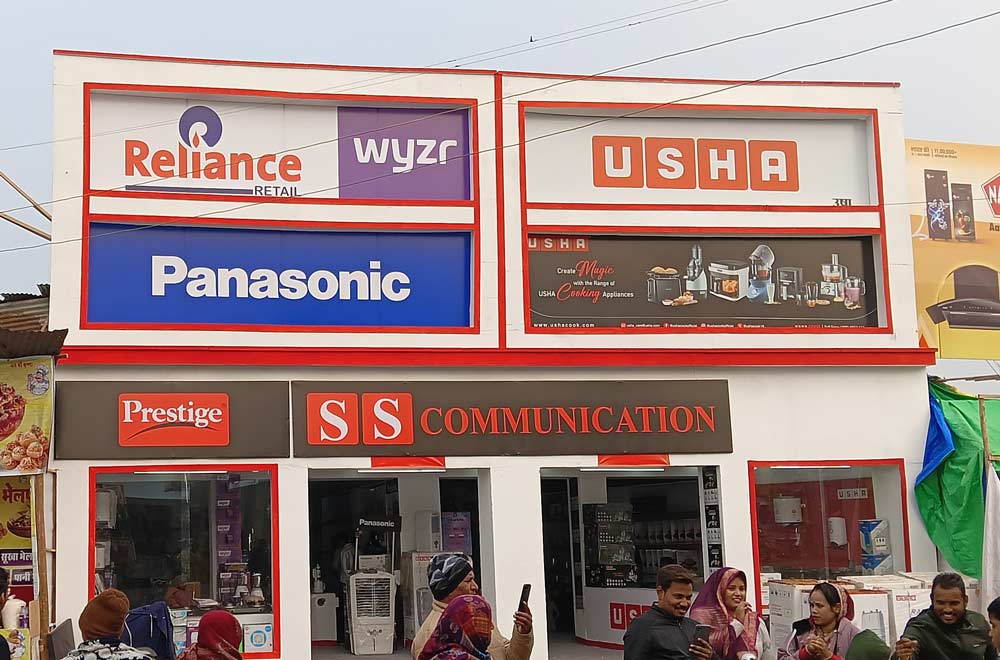 Reliance
RETAIL
wyzr
USHA
उषा
Panasonic
USHA
Create Magic
with the Range of
USHA Cooking Appliances
www.ushacook.com
Prestige
SS COMMUNICATION
Panasonic
USHA
USHA
भेल
सूखा भेल
पानी